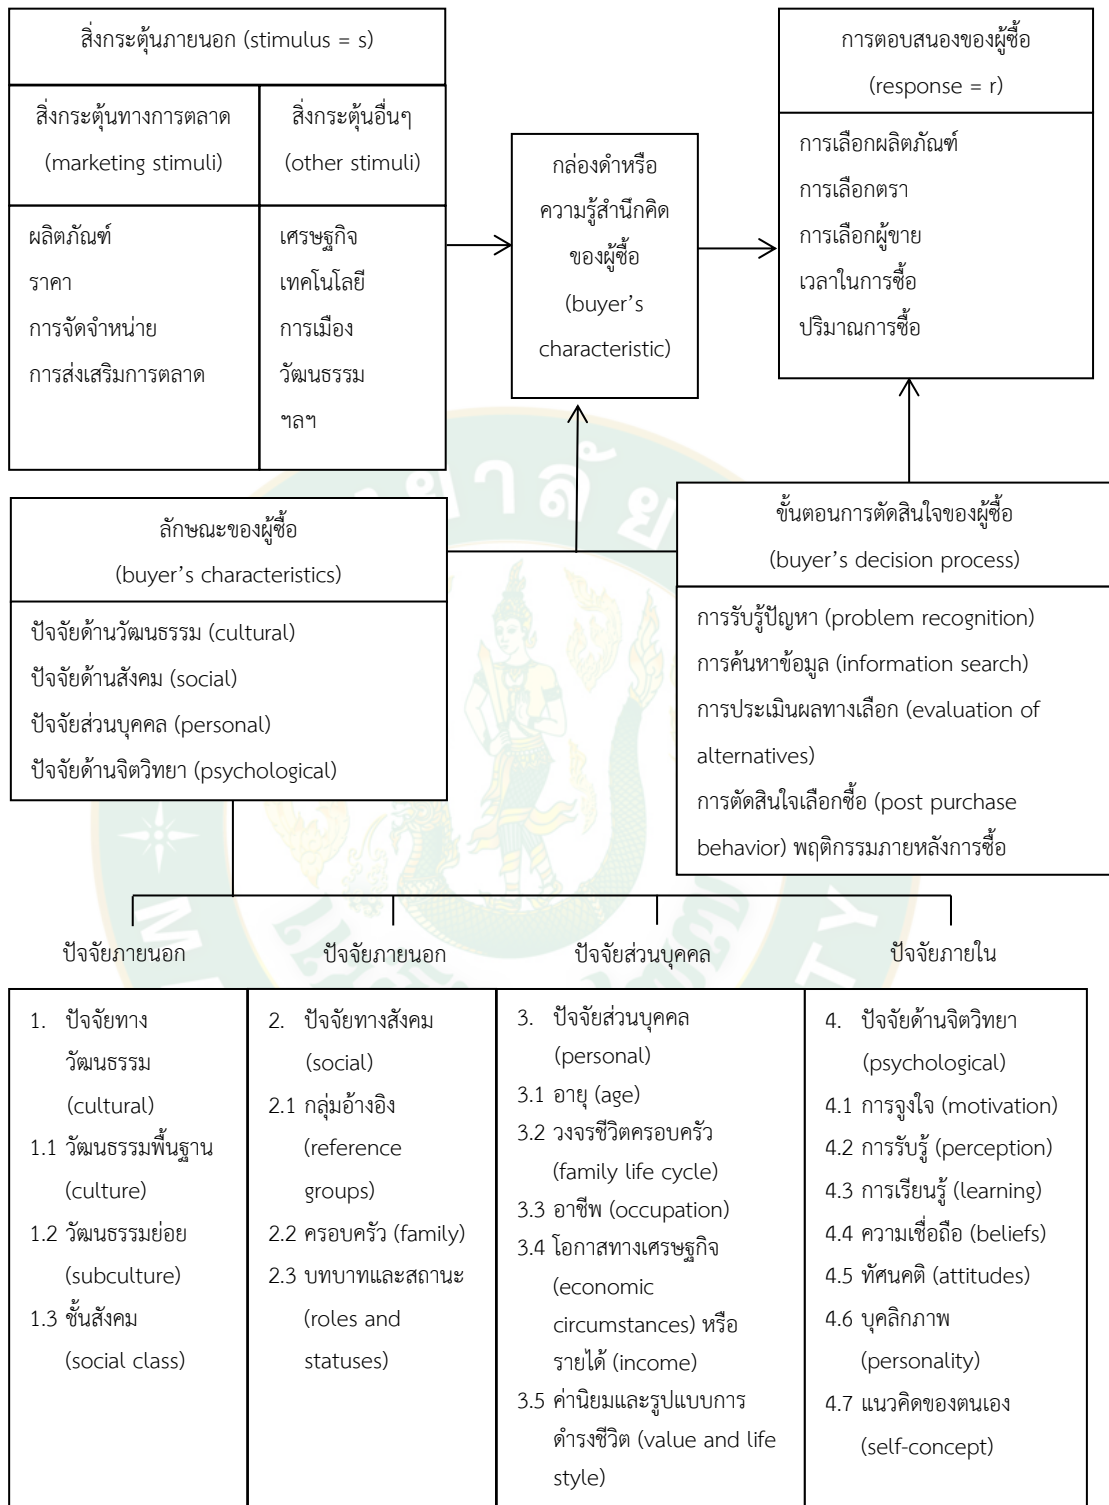 สิ่งกระตุ้นภายนอก (stimulus = s)
สิ่งกระตุ้นทางการตลาด
(marketing stimuli)
สิ่งกระตุ้นอื่นๆ
(other stimuli)
ผลิตภัณฑ์
ราคา
การจัดจำหน่าย
การส่งเสริมการตลาด
เศรษฐกิจ
เทคโนโลยี
การเมือง
วัฒนธรรม
ฯลฯ
กล่องดำหรือ
ความรู้สำนึกคิด
ของผู้ซื้อ
(buyer’s
characteristic)
การตอบสนองของผู้ซื้อ
(response = r)
การเลือกผลิตภัณฑ์
การเลือกตรา
การเลือกผู้ขาย
เวลาในการซื้อ
ปริมาณการซื้อ
ลักษณะของผู้ซื้อ
(buyer’s characteristics)
ปัจจัยด้านวัฒนธรรม (cultural)
ปัจจัยด้านสังคม (social)
ปัจจัยส่วนบุคคล (personal)
ปัจจัยด้านจิตวิทยา (psychological)
ขั้นตอนการตัดสินใจของผู้ซื้อ
(buyer’s decision process)
การรับรู้ปัญหา (problem recognition)
การค้นหาข้อมูล (information search)
การประเมินผลทางเลือก (evaluation of
alternatives)
การตัดสินใจเลือกซื้อ (post purchase
behavior) พฤติกรรมภายหลังการซื้อ
ปัจจัยภายนอก
ปัจจัยภายนอก
ปัจจัยส่วนบุคคล
ปัจจัยภายใน
1. ปัจจัยทาง
วัฒนธรรม
(cultural)
1.1 วัฒนธรรมพื้นฐาน
(culture)
1.2 วัฒนธรรมย่อย
(subculture)
1.3 ชั้นสังคม
(social class)
2. ปัจจัยทางสังคม
(social)
2.1 กลุ่มอ้างอิง
(reference
groups)
2.2 ครอบครัว (family)
2.3 บทบาทและสถานะ
(roles and
statuses)
3. ปัจจัยส่วนบุคคล
(personal)
3.1 อายุ (age)
3.2 วงจรชีวิตครอบครัว
(family life cycle)
3.3 อาชีพ (occupation)
3.4 โอกาสทางเศรษฐกิจ
(economic
circumstances) หรือ
รายได้ (income)
3.5 ค่านิยมและรูปแบบการ
ดำรงชีวิต (value and life
style)
4. ปัจจัยด้านจิตวิทยา
(psychological)
4.1 การจูงใจ (motivation)
4.2 การรับรู้ (perception)
4.3 การเรียนรู้ (learning)
4.4 ความเชื่อถือ (beliefs)
4.5 ทัศนคติ (attitudes)
4.6 บุคลิกภาพ
(personality)
4.7 แนวคิดของตนเอง
(self-concept)